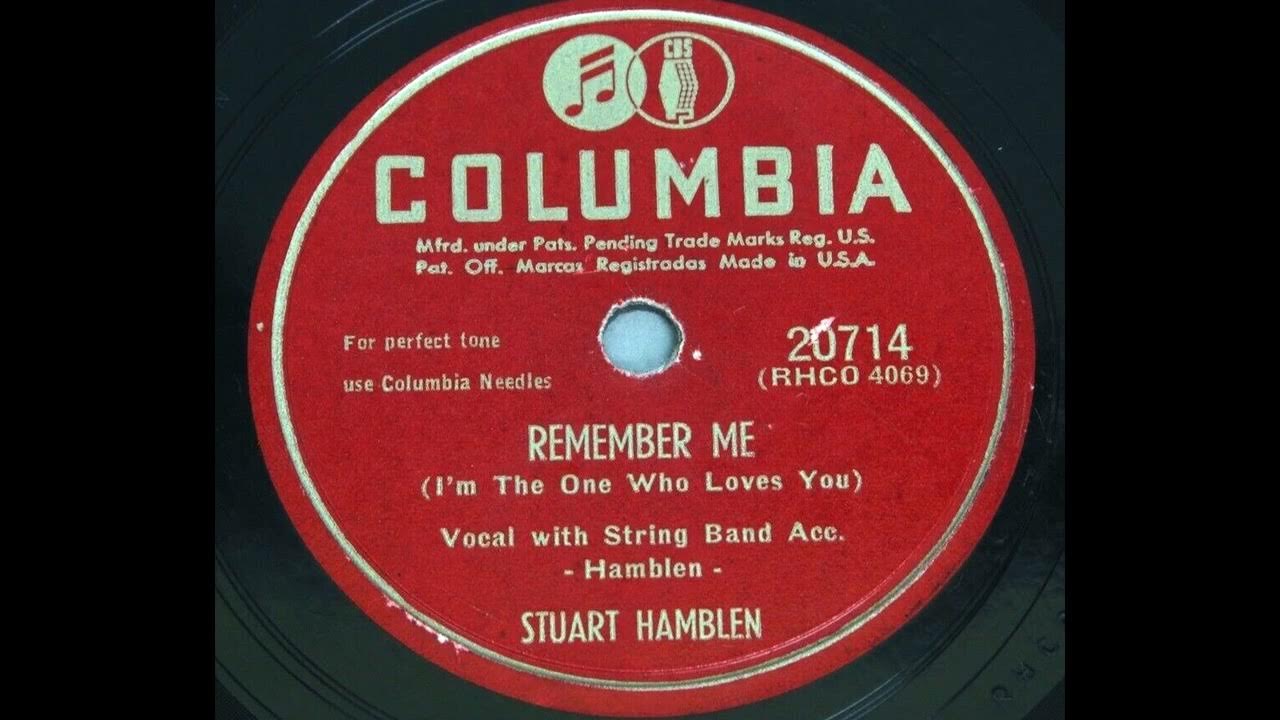 CBS
COLUMBIA
Mfrd. under Pats. Pending Trade Marks Reg. U.S.
Pat. Off. Marcas Registradas Made in U.S.A.
For perfect tone
use Columbia Needles
20714
(RHCO 4069)
REMEMBER ME
(I'm The One Who Loves You)
Vocal with String Band Acc.
- Hamblen -
STUART HAMBLEN